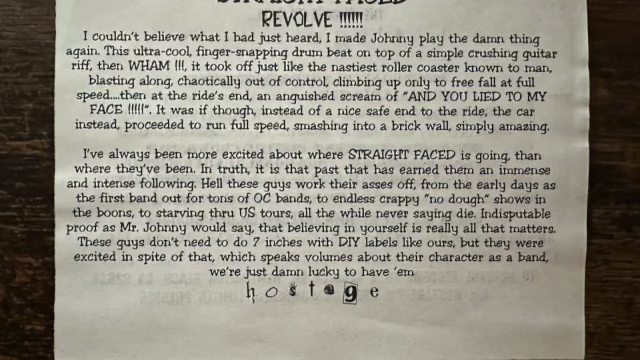 STRAIGHT FACED
REVOLVE !!!!!!
I couldn't believe what I had just heard, I made Johnny play the damn thing
again. This ultra-cool, finger-snapping drum beat on top of a simple crushing guitar
riff, then WHAM !!!, it took off just like the nastiest roller coaster known to man,
blasting along, chaotically out of control, climbing up only to free fall at full
speed....then at the ride's end, an anguished scream of "AND YOU LIED TO MY
FACE !!!!!". It was if though, instead of a nice safe end to the ride, the car
instead, proceeded to run full speed, smashing into a brick wall, simply amazing.
I've always been more excited about where STRAIGHT FACED is going, than
where they've been. In truth, it is that past that has earned them an immense
and intense following. Hell these guys work their asses off, from the early days as
the first band out for tons of OC bands, to endless crappy "no dough" shows in
the boons, to starving thru US tours, all the while never saying die. Indisputable
proof as Mr. Johnny would say, that believing in yourself is really all that matters.
These guys don't need to do 7 inches with DIY labels like ours, but they were
excited in spite of that, which speaks volumes about their character as a band,
we're just damn lucky to have 'em
hostage